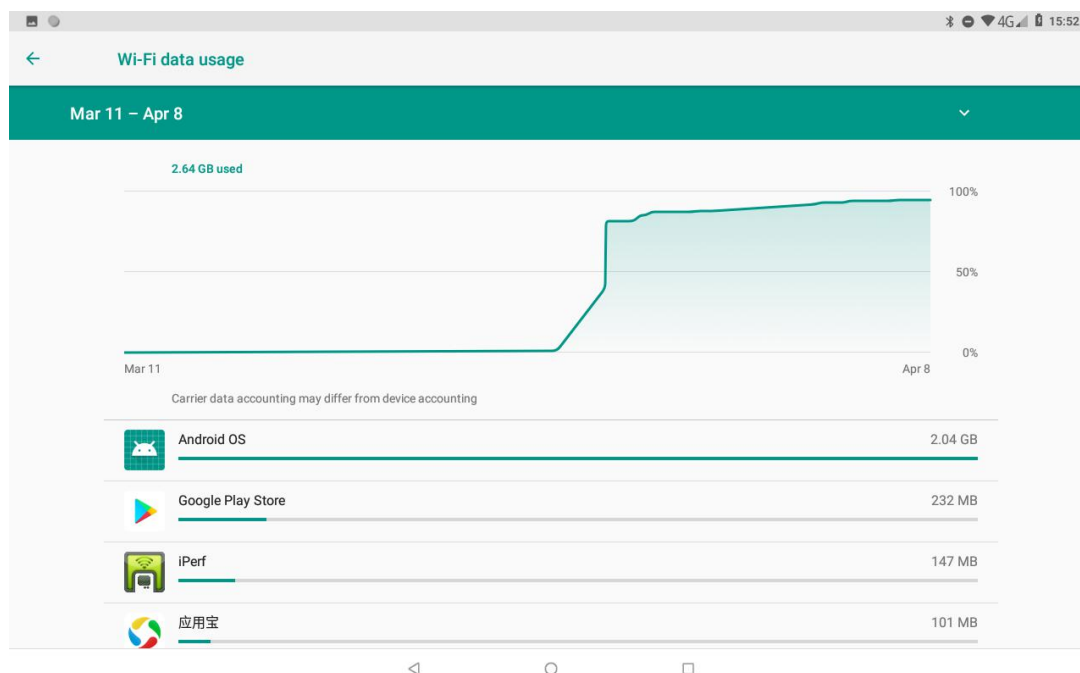 4G 15:52
Wi-Fi data usage
Mar 11 – Apr 8
2.64 GB used
100%
50%
0%
Mar 11 Apr 8
Carrier data accounting may differ from device accounting
Android OS 2.04 GB
Google Play Store 232 MB
iPerf 147 MB
应用宝 101 MB